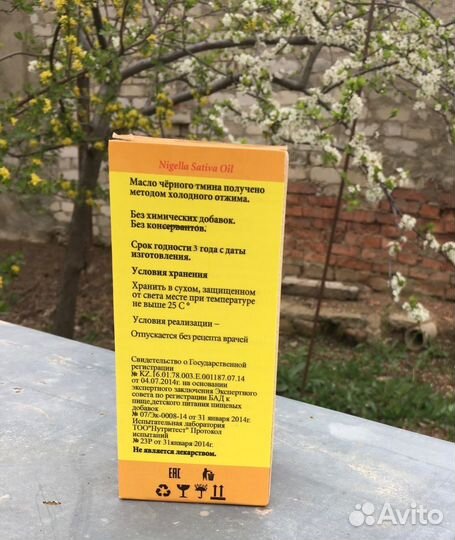 Nigella Sativa Oil
Масло чёрного тмина получено
методом холодного отжима.
Без химических добавок.
Без консервантов.
Срок годности 3 года с даты
изготовления.
Условия хранения
Хранить в сухом, защищенном
от света месте при температуре
не выше 25 С °
Условия реализации –
Отпускается без рецепта врачей
Свидетельство о Государственной
регистрации
№ KZ.16.01.78.003.E.001187.07.14
от 04.07.2014г. на основании
экспертного заключения Экспертного
совета по регистрации БАД к
пище,детского питания пищевых
добавок
№ 07/Эк-0008-14 от 31 января 2014г.
Испытательная лаборатория
ТОО"Нутритест" Протокол
испытаний
№ 23Р от 31января 2014г.
Не является лекарством.
EAC
Avito